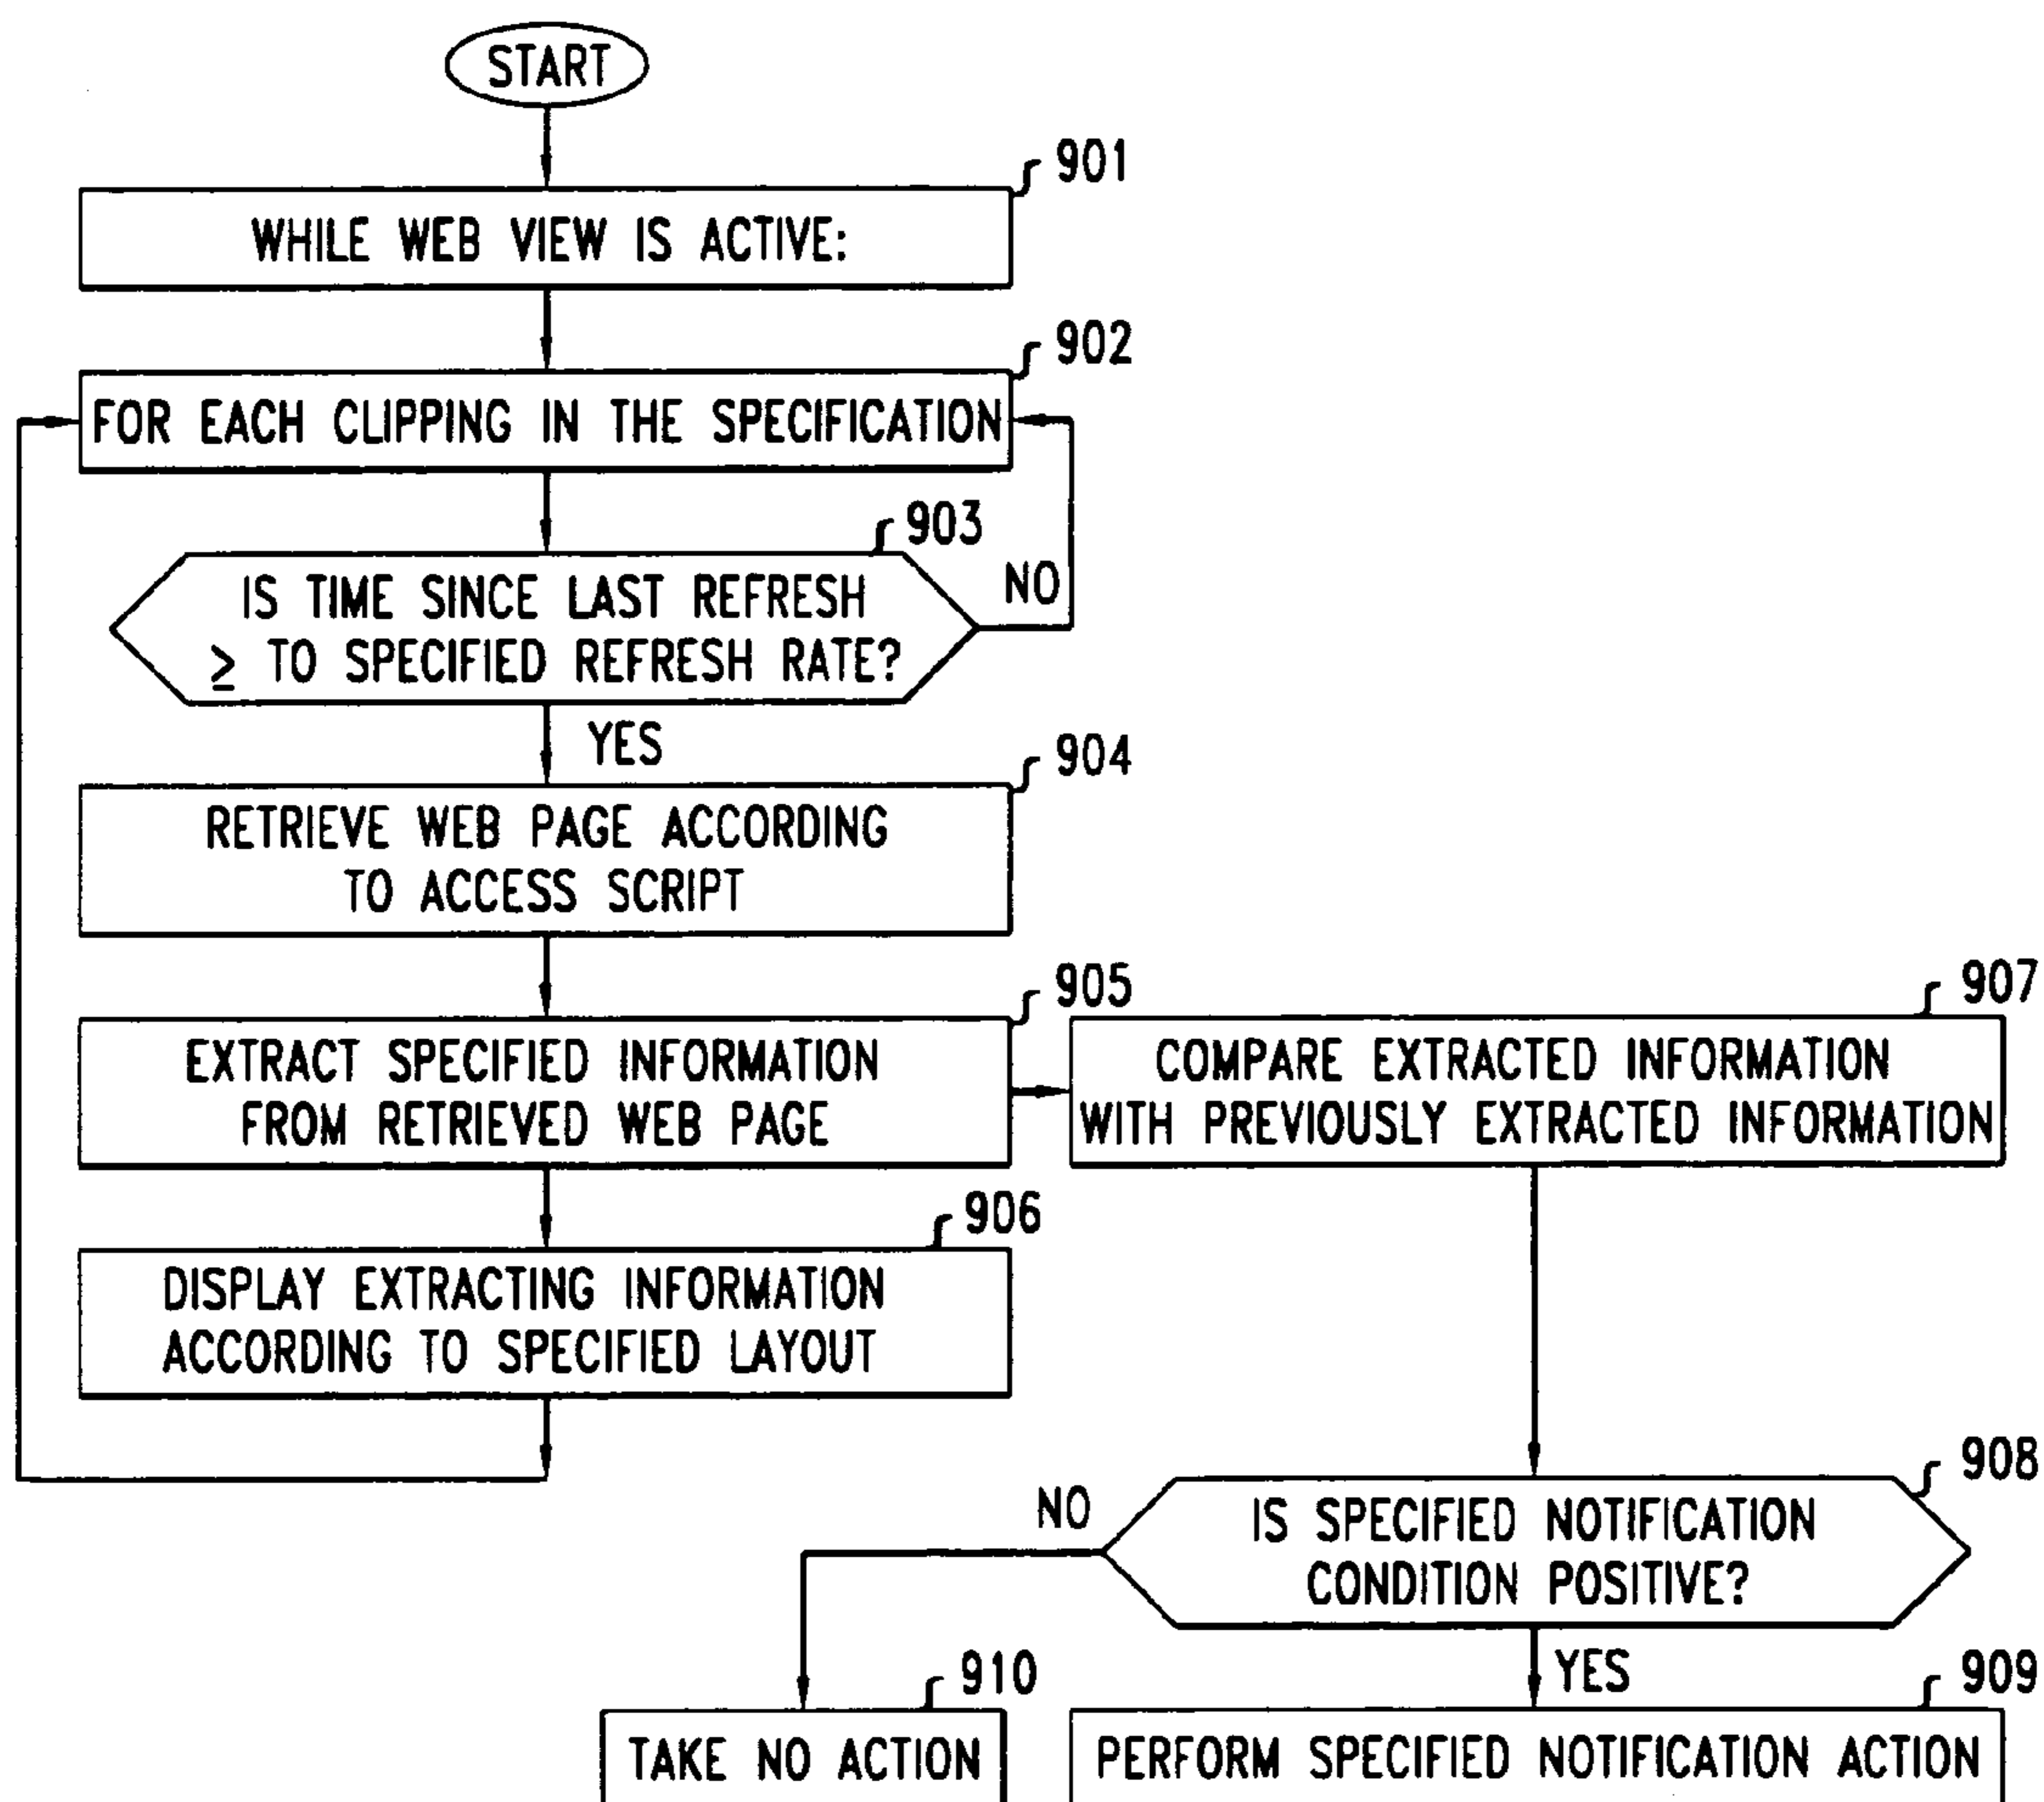 START
901
WHILE WEB VIEW IS ACTIVE:
902
FOR EACH CLIPPING IN THE SPECIFICATION
903
IS TIME SINCE LAST REFRESH
≥ TO SPECIFIED REFRESH RATE?
NO
YES
904
RETRIEVE WEB PAGE ACCORDING
TO ACCESS SCRIPT
905
EXTRACT SPECIFIED INFORMATION
FROM RETRIEVED WEB PAGE
907
COMPARE EXTRACTED INFORMATION
WITH PREVIOUSLY EXTRACTED INFORMATION
906
DISPLAY EXTRACTING INFORMATION
ACCORDING TO SPECIFIED LAYOUT
908
IS SPECIFIED NOTIFICATION
CONDITION POSITIVE?
NO
YES
910
TAKE NO ACTION
909
PERFORM SPECIFIED NOTIFICATION ACTION